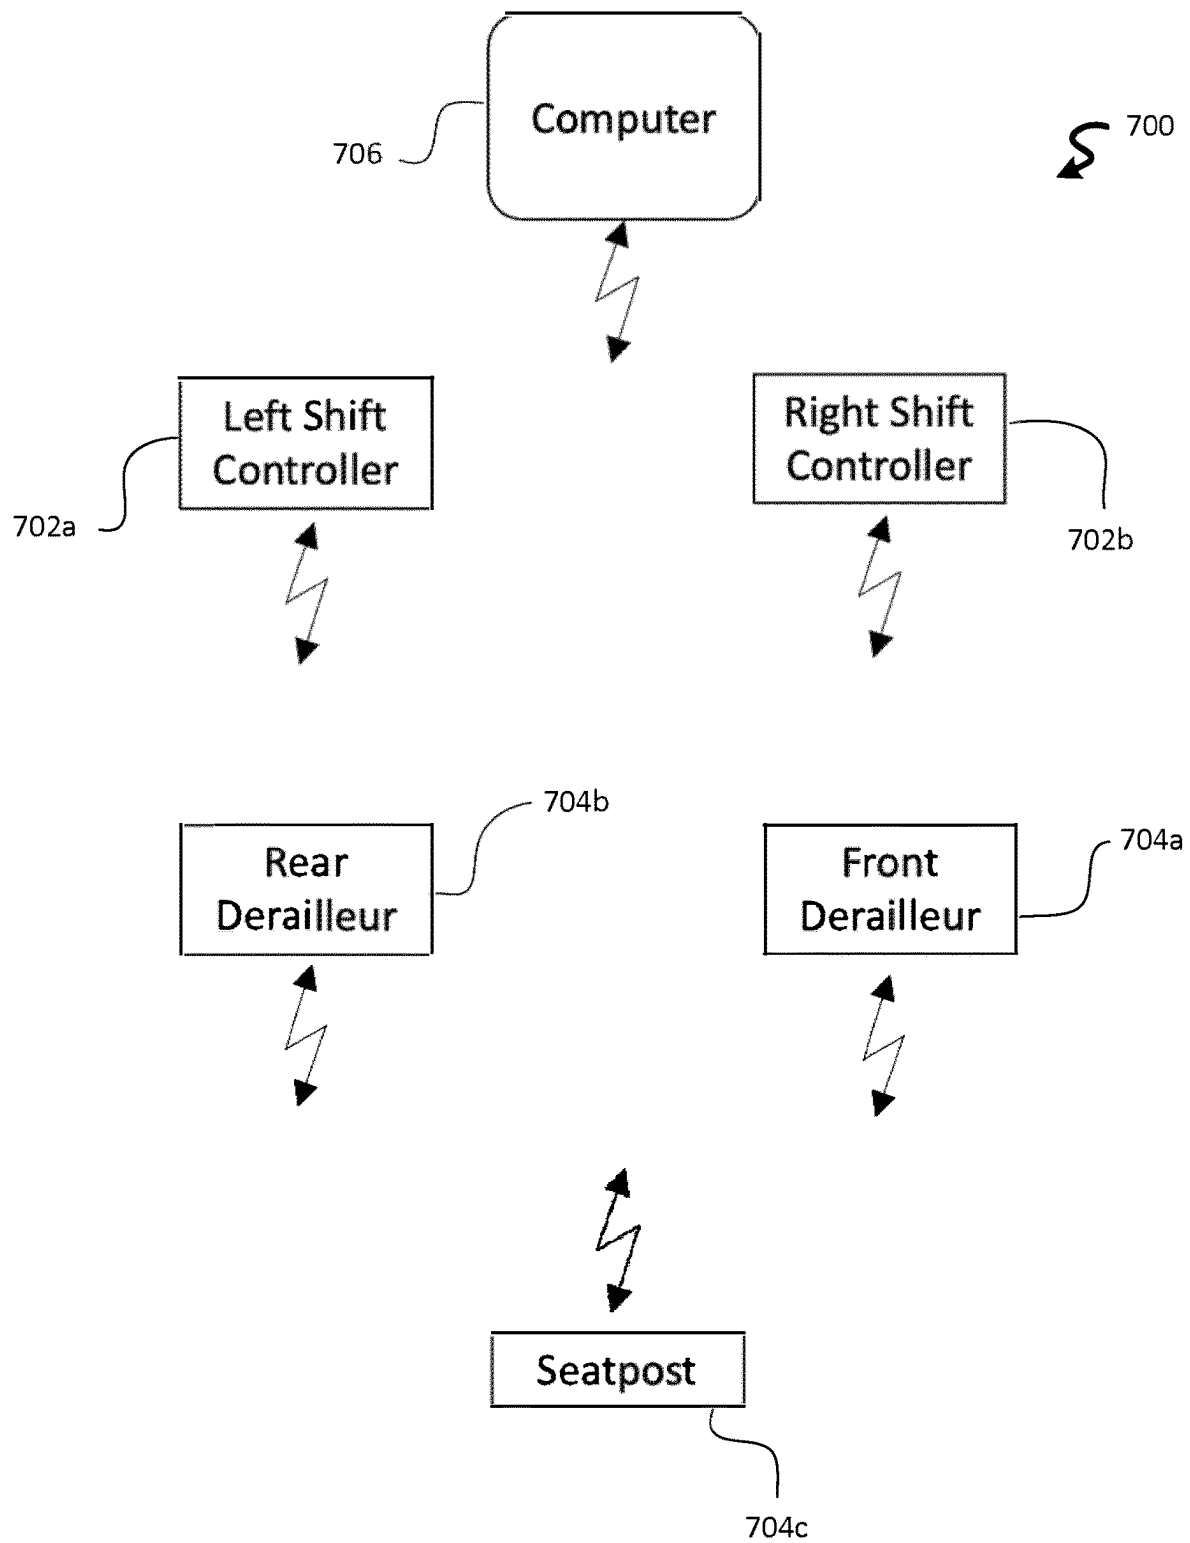 Computer
700
706
Left Shift
Controller
Right Shift
Controller
702a
702b
704b
704a
Rear
Derailleur
Front
Derailleur
Seatpost
704c